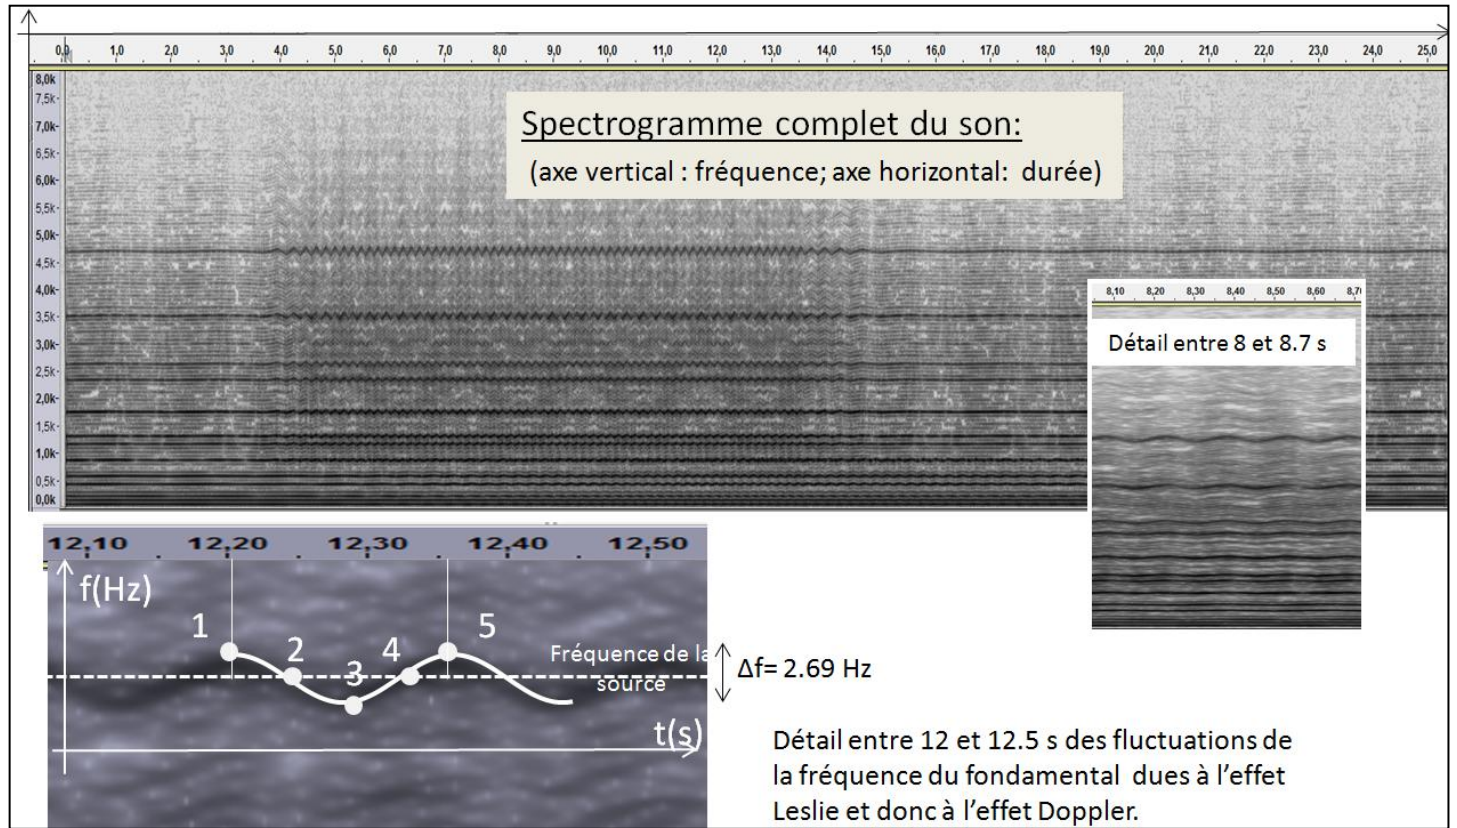 0,0 1,0 2,0 3,0 4,0 5,0 6,0 7,0 8,0 9,0 10,0 11,0 12,0 13,0 14,0 15,0 16,0 17,0 18,0 19,0 20,0 21,0 22,0 23,0 24,0 25,0
8,0k
7,5k
7,0k
6,5k
6,0k
5,5k
5,0k
4,5k
4,0k
3,5k
3,0k
2,5k
2,0k
1,5k
1,0k
0,5k
0,0k
Spectrogramme complet du son:
(axe vertical : fréquence; axe horizontal: durée)
8,10 8,20 8,30 8,40 8,50 8,60
Détail entre 8 et 8.7 s
12,10 12,20 12,30 12,40 12,50
f(Hz)
1 2 3 4 5
Fréquence de la
source
t(s)
Δf= 2.69 Hz
Détail entre 12 et 12.5 s des fluctuations de
la fréquence du fondamental dues à l’effet
Leslie et donc à l’effet Doppler.